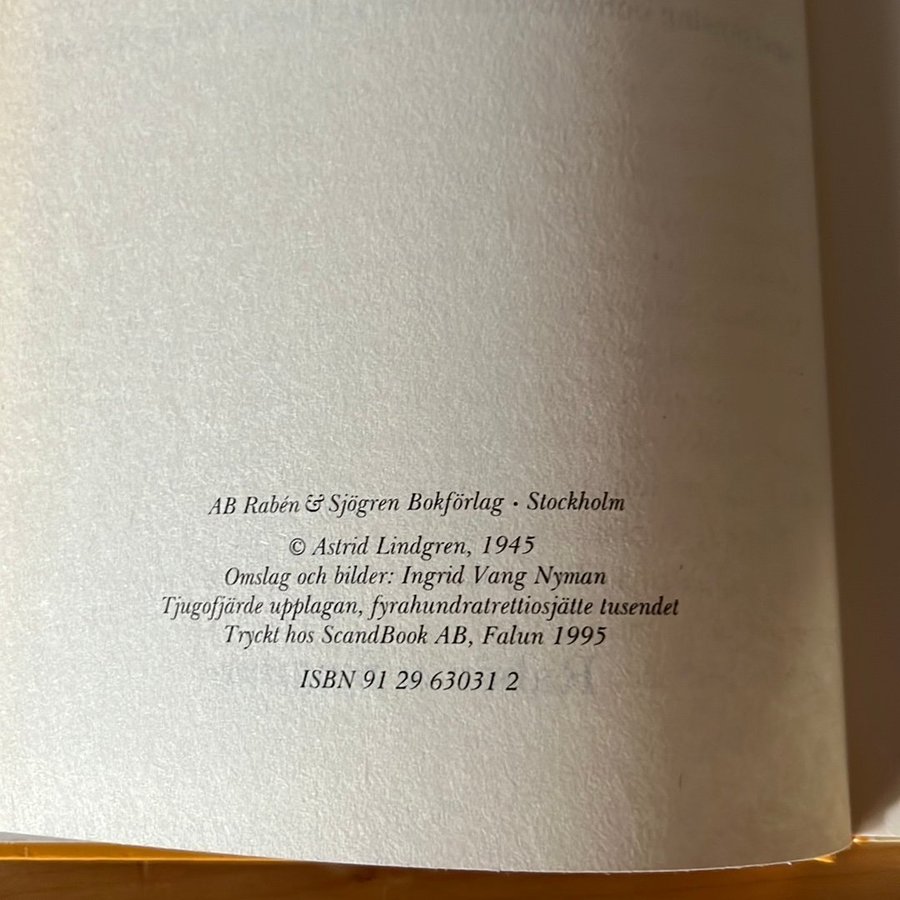 AB Rabén & Sjögren Bokförlag · Stockholm
© Astrid Lindgren, 1945
Omslag och bilder: Ingrid Vang Nyman
Tjugofjärde upplagan, fyrahundratrettiosjätte tusendet
Tryckt hos ScandBook AB, Falun 1995
ISBN 91 29 63031 2